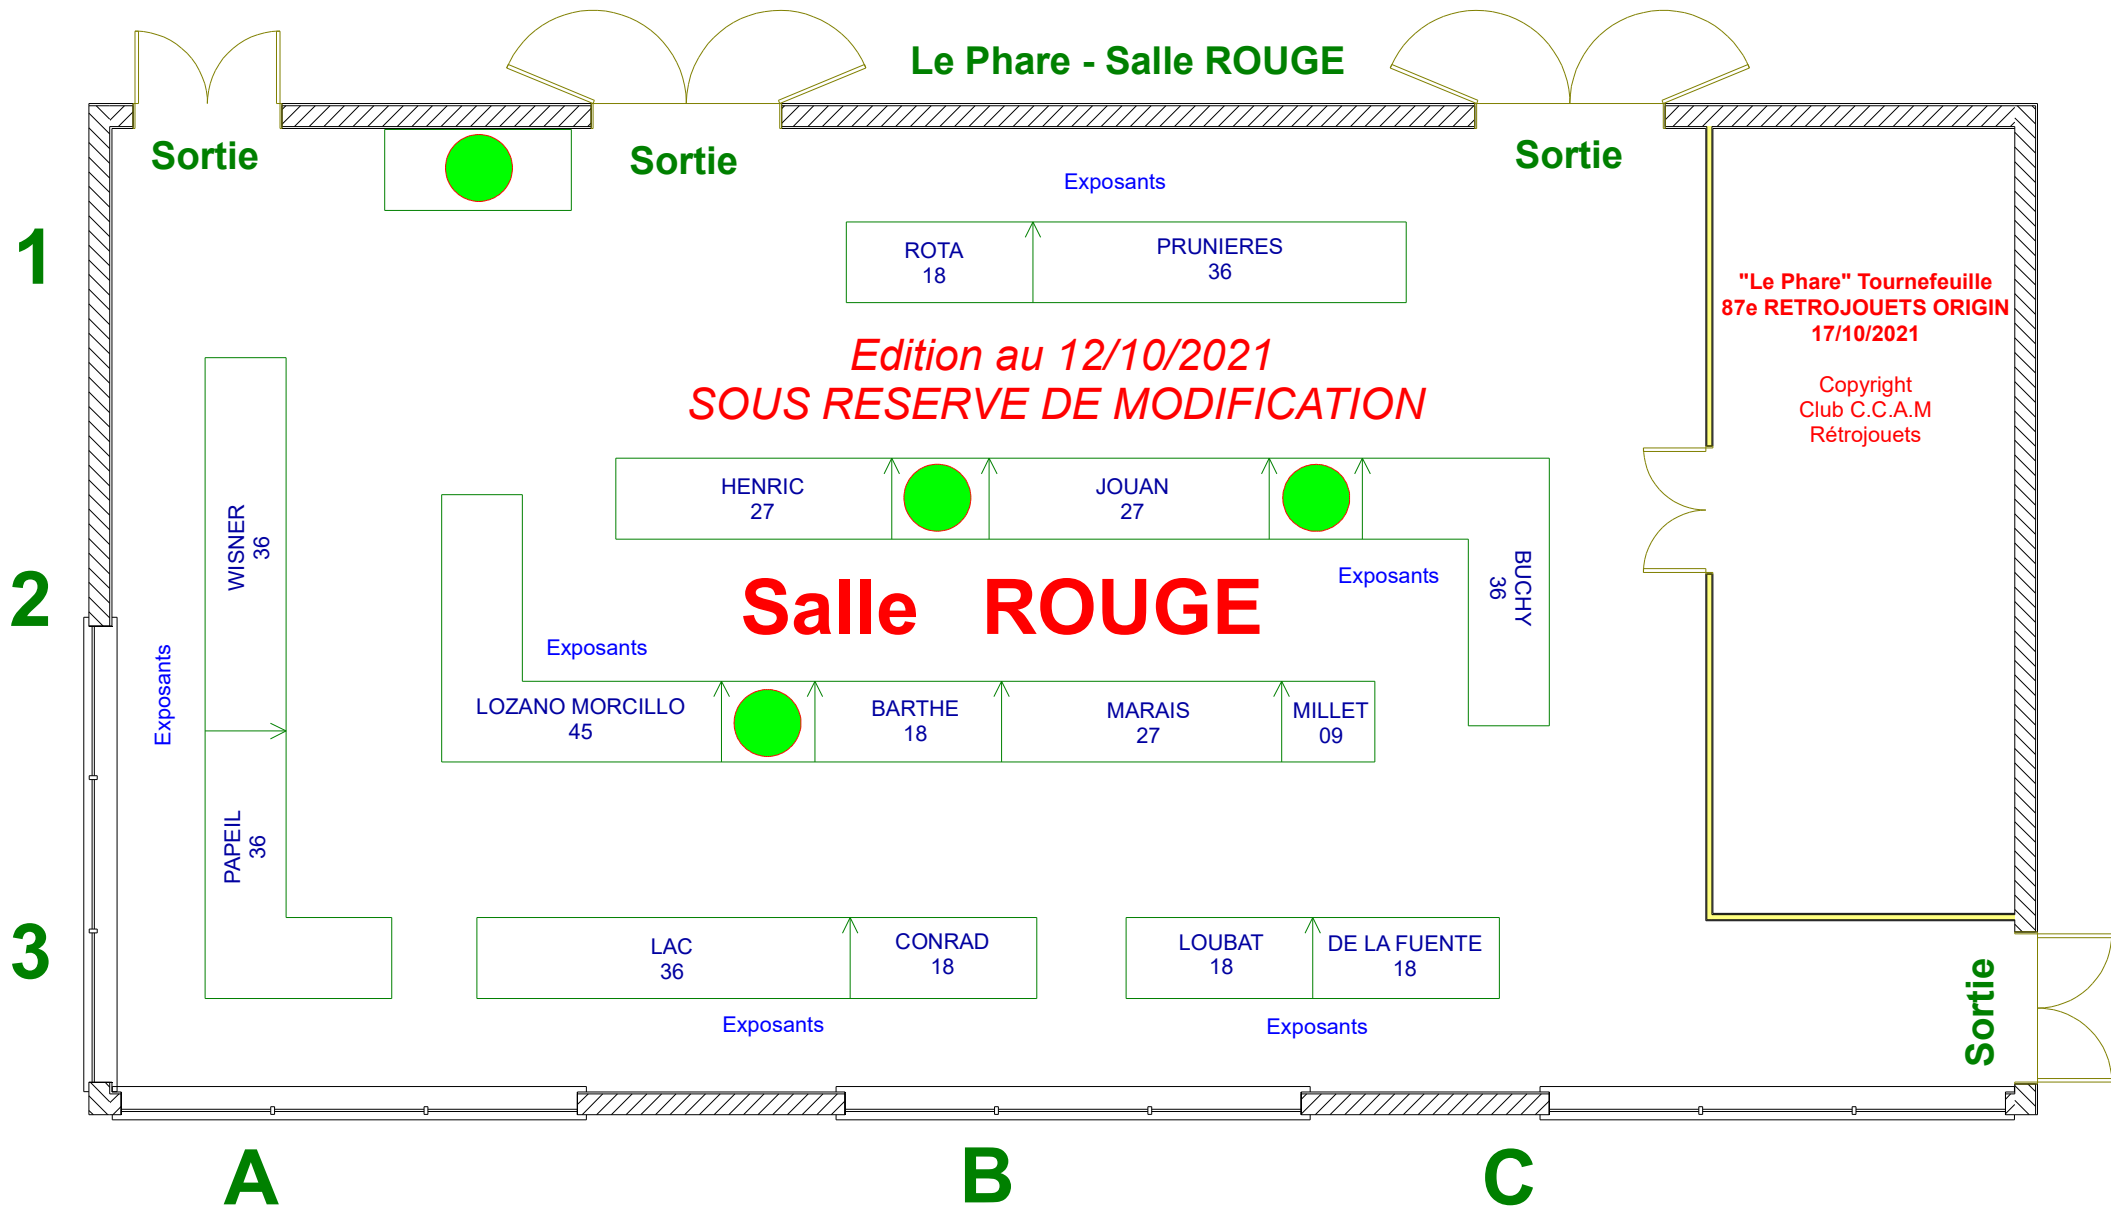 Le Phare - Salle ROUGE
Sortie
Sortie
Sortie
Exposants
1
ROTA
18
PRUNIERES
36
"Le Phare" Tournefeuille
87e RETROJOUETS ORIGIN
17/10/2021
Copyright
Club C.C.A.M
Rétrojouets
Edition au 12/10/2021
SOUS RESERVE DE MODIFICATION
WISNER
36
HENRIC
27
JOUAN
27
BUCHY
36
2
Salle ROUGE
Exposants
Exposants
Exposants
LOZANO MORCILLO
45
BARTHE
18
MARAIS
27
MILLET
09
PAPEIL
36
3
LAC
36
CONRAD
18
LOUBAT
18
DE LA FUENTE
18
Sortie
Exposants
Exposants
A
B
C